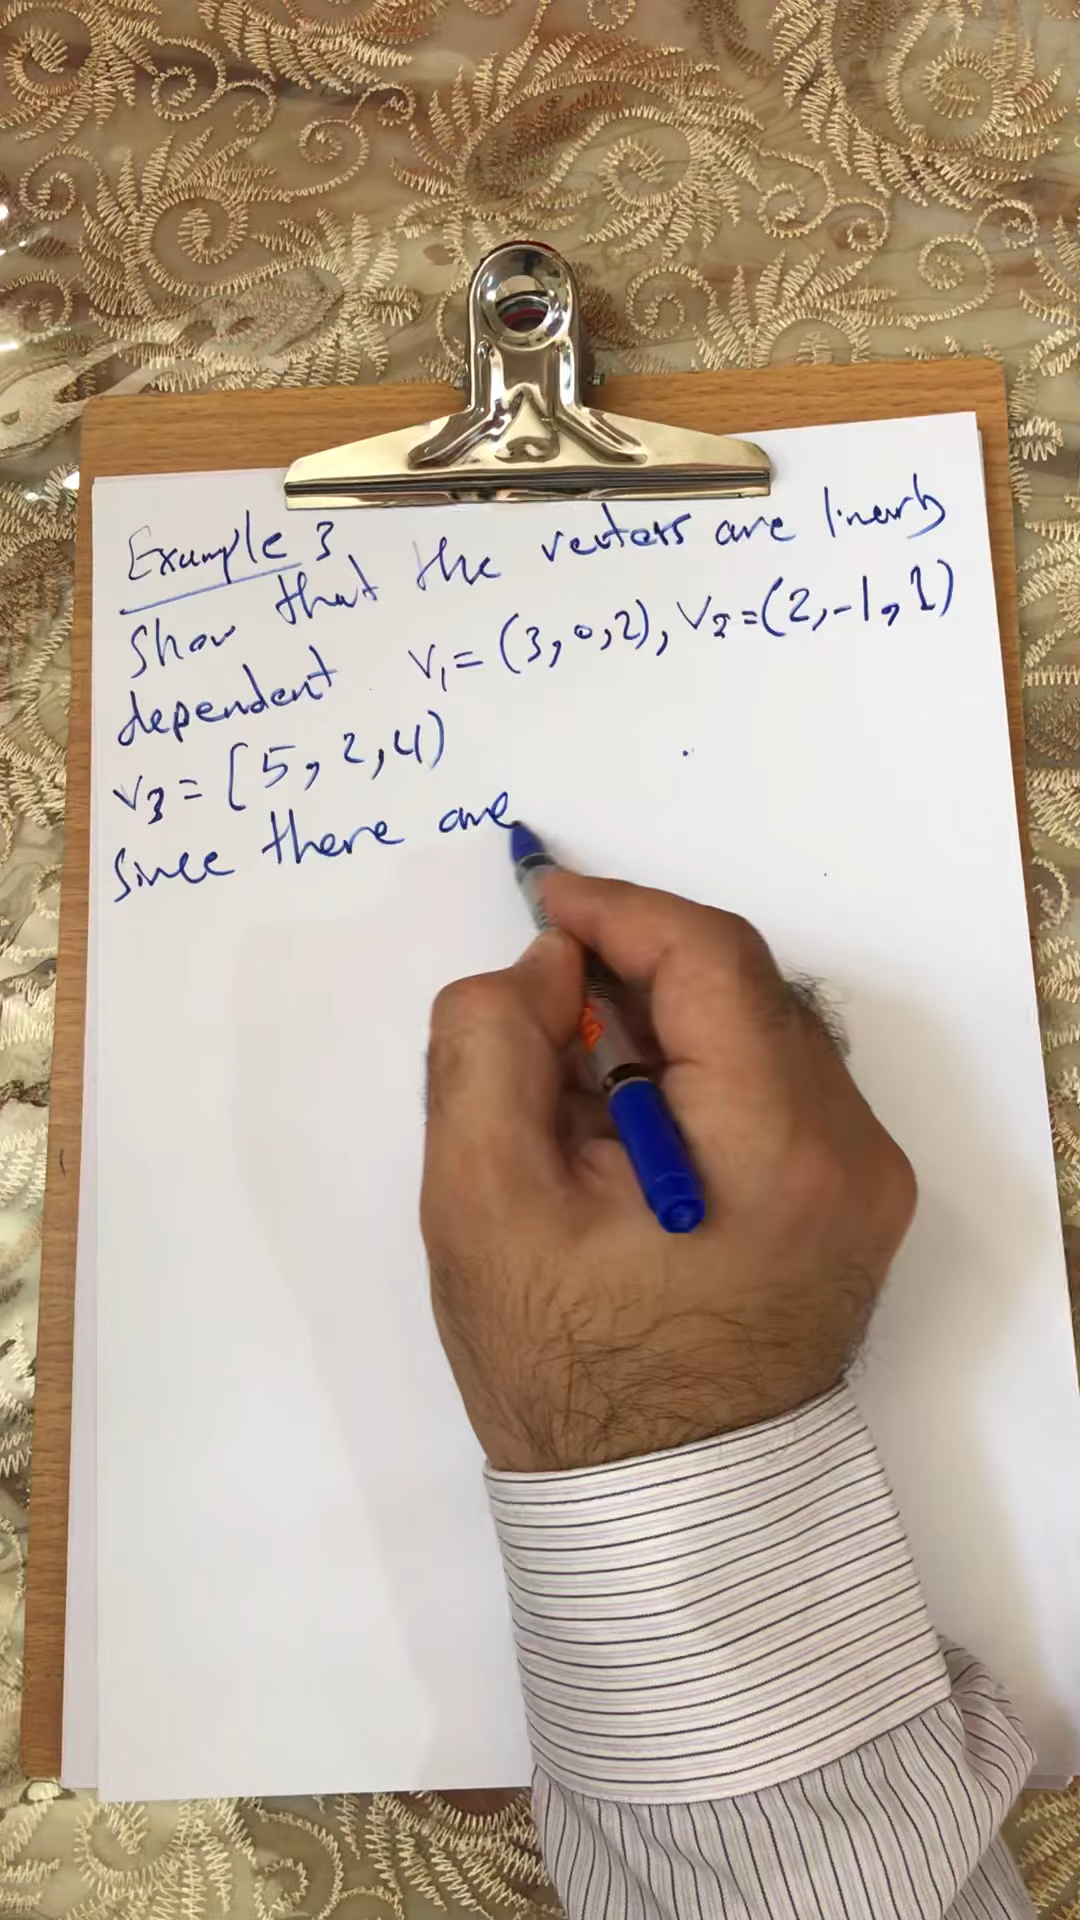 Example 3
Show that the vectors are linearly
dependent v₁ = (3, 0, 2), v₂ = (2, -1, 1)
v₃ = (5, 2, 4)
Since there are